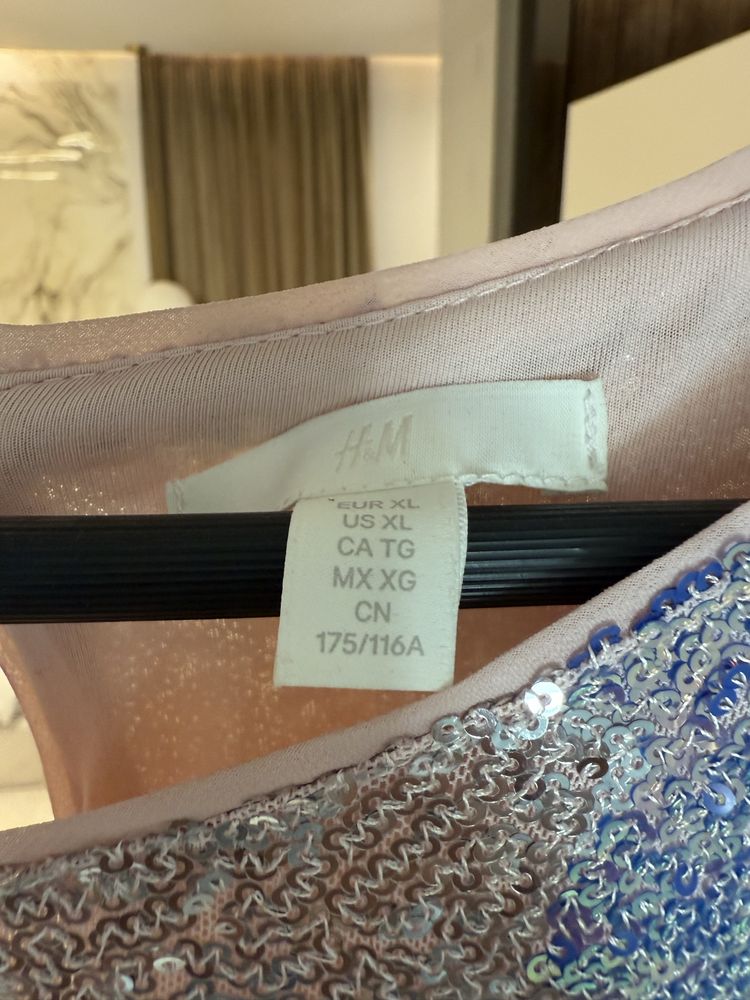 H&M
EUR XL
US XL
CA TG
MX XG
CN
175/116A